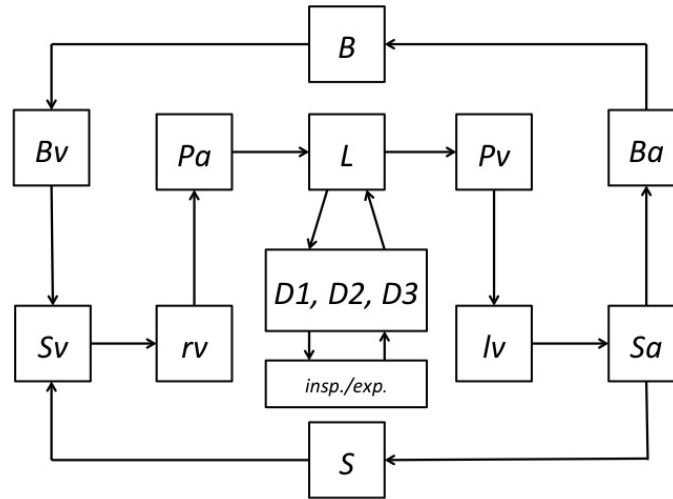 B
Bv
Pa
L
Pv
Ba
D1, D2, D3
Sv
rv
lv
Sa
insp./exp.
S